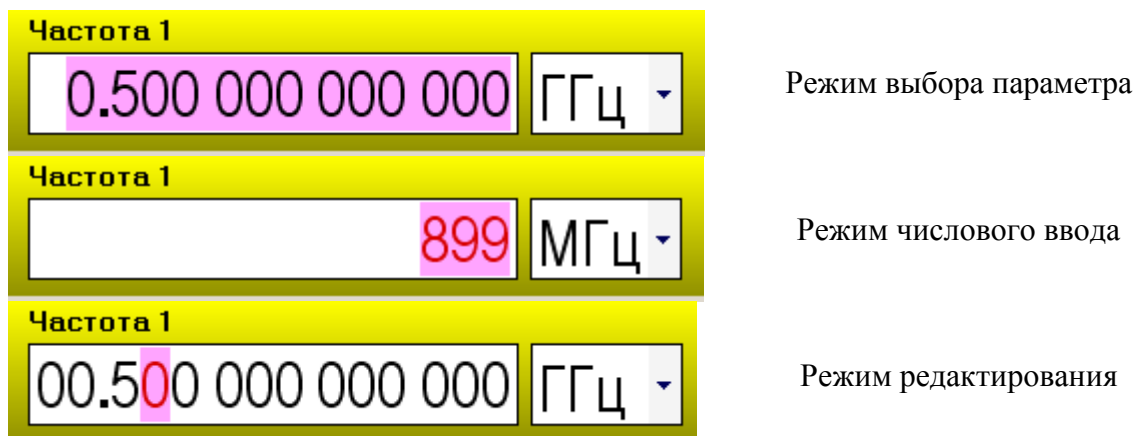 Частота 1
0.500 000 000 000 ГГц Режим выбора параметра
Частота 1
899 МГц Режим числового ввода
Частота 1
00.500 000 000 000 ГГц Режим редактирования